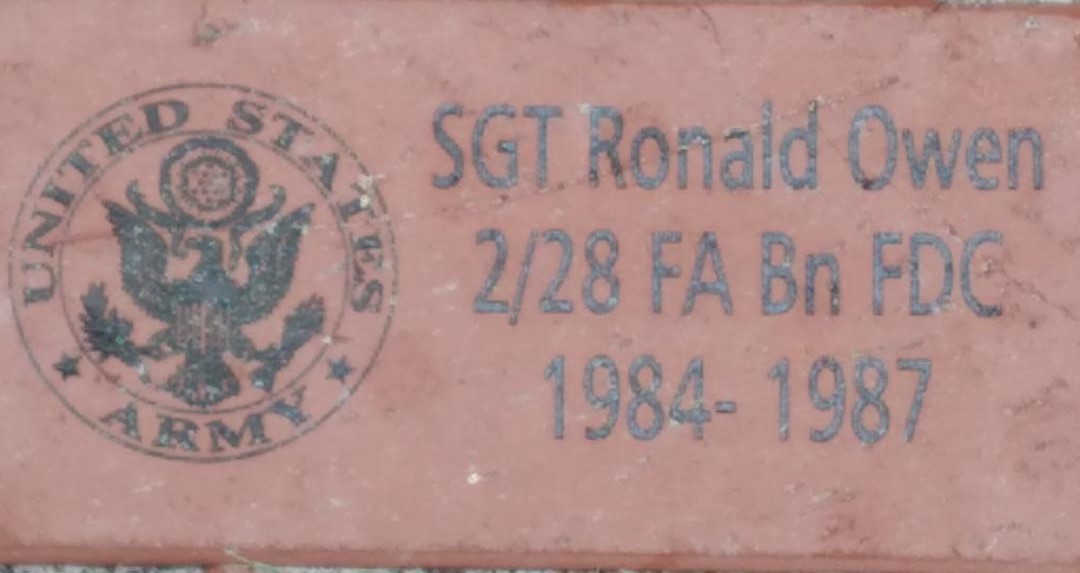 UNITED STATES
ARMY
SGT Ronald Owen
2/28 FA Bn FDC
1984- 1987